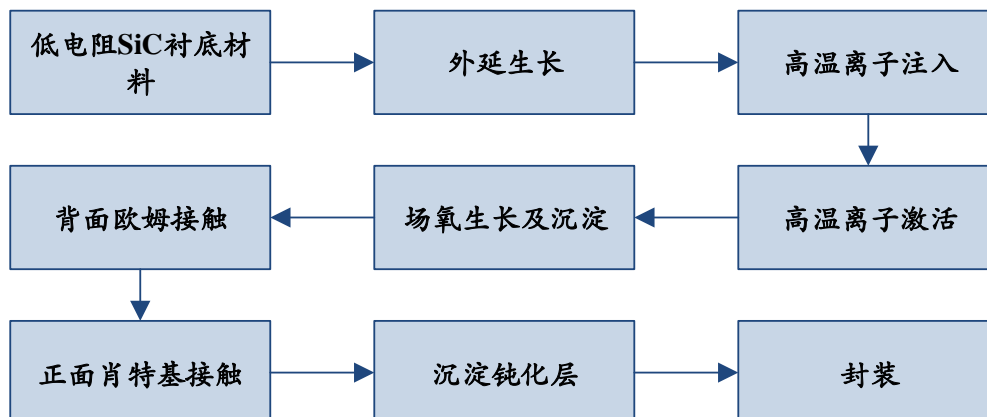 低电阻SiC衬底材
料
外延生长
高温离子注入
高温离子激活
场氧生长及沉淀
背面欧姆接触
正面肖特基接触
沉淀钝化层
封装